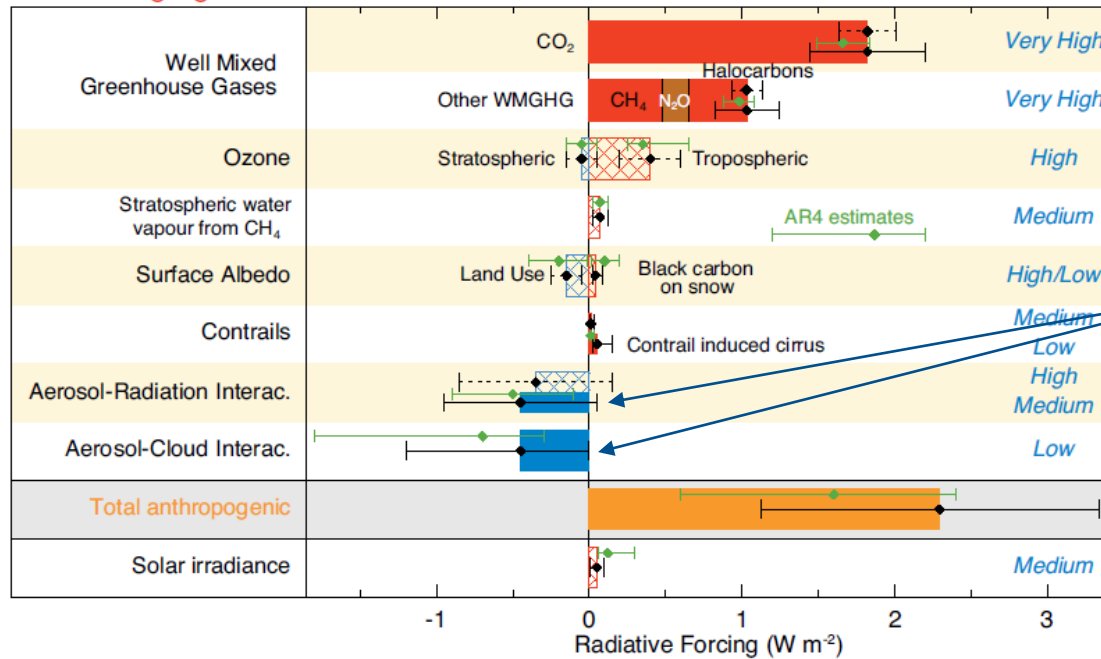 Well Mixed
Greenhouse Gases
CO2
Very High
Halocarbons
Other WMGHG
CH4
N2O
Very High
Ozone
Stratospheric
Tropospheric
High
Stratospheric water
vapour from CH4
AR4 estimates
Medium
Surface Albedo
Land Use
Black carbon
on snow
High/Low
Contrails
Contrail induced cirrus
Medium
Low
Aerosol-Radiation Interac.
High
Medium
Aerosol-Cloud Interac.
Low
Total anthropogenic
Solar irradiance
Medium
-1
0
1
2
3
Radiative Forcing (W m-2)